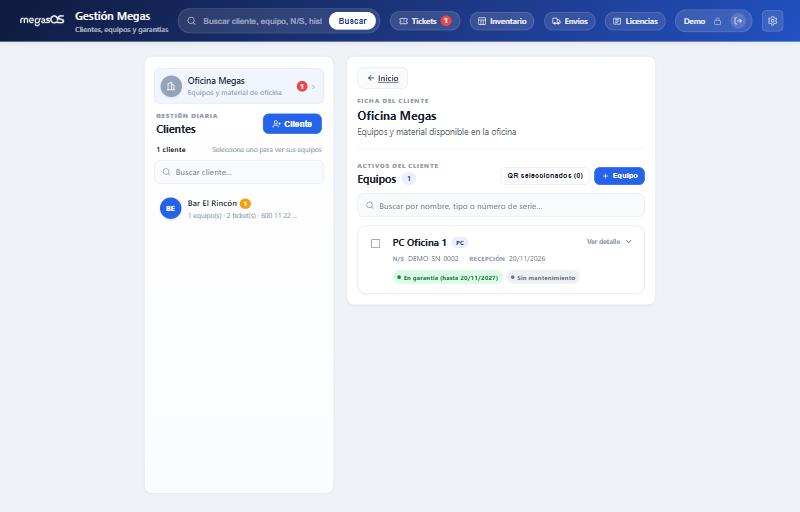 megasOS
Gestión Megas
Clientes, equipos y garantías
Buscar cliente, equipo, N/S, hist
Buscar
Tickets 1
Inventario
Envíos
Licencias
Demo
Oficina Megas
Equipos y material de oficina
1
GESTIÓN DIARIA
Clientes
Cliente
1 cliente
Selecciona uno para ver sus equipos
Buscar cliente...
BE
Bar El Rincón 1
1 equipo(s) · 2 ticket(s) · 600 11 22 ...
Inicio
FICHA DEL CLIENTE
Oficina Megas
Equipos y material disponible en la oficina
ACTIVOS DEL CLIENTE
Equipos 1
QR seleccionados (0)
+ Equipo
Buscar por nombre, tipo o número de serie...
PC Oficina 1 PC
Ver detalle
N/S DEMO-SN-0002 RECEPCIÓN 20/11/2026
En garantía (hasta 20/11/2027)
Sin mantenimiento